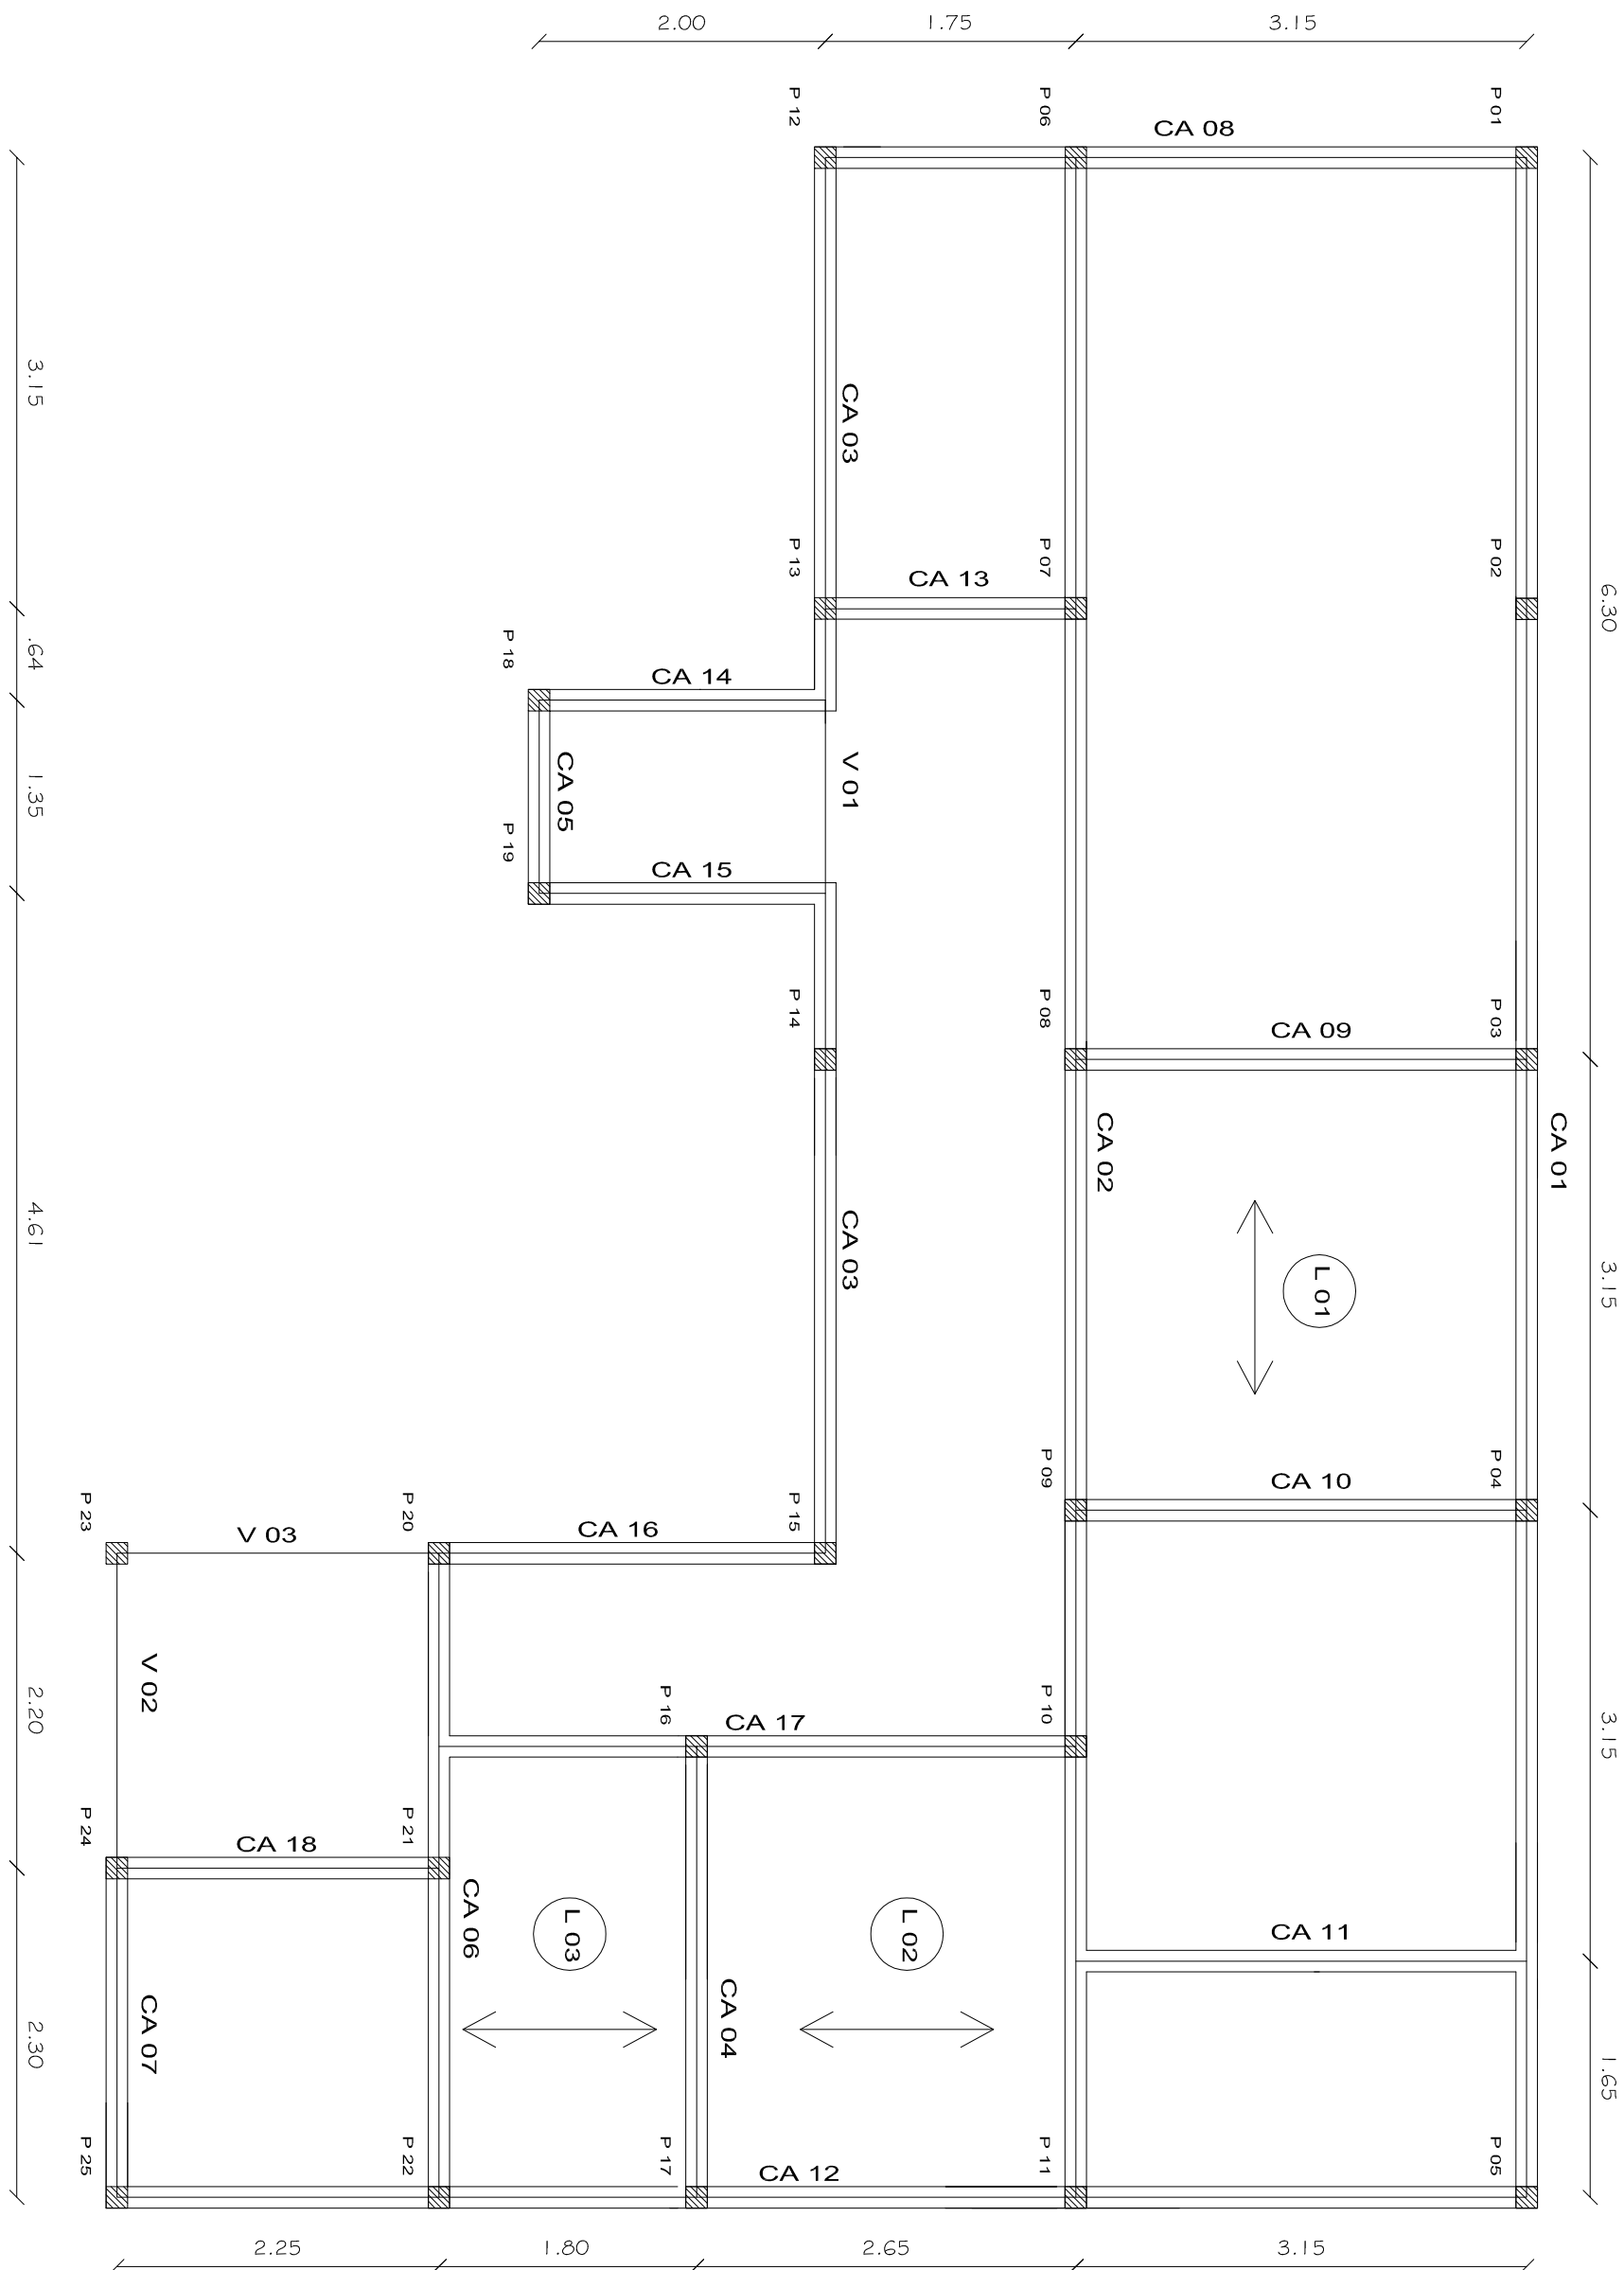 2.00
1.75
3.15
P 12
P 06
P 01
CA 08
3.15
6.30
CA 03
P 13
P 07
P 02
CA 13
P 18
.64
CA 14
CA 05
V 01
1.35
P 19
CA 15
P 14
P 08
P 03
CA 09
CA 02
CA 01
4.61
CA 03
L 01
3.15
P 09
P 04
CA 10
P 23
P 20
P 15
V 03
CA 16
V 02
2.20
P 16
P 10
CA 17
3.15
P 24
P 21
CA 18
CA 06
L 03
L 02
CA 11
CA 07
CA 04
2.30
1.65
P 25
P 22
P 17
P 11
P 05
CA 12
2.25
1.80
2.65
3.15